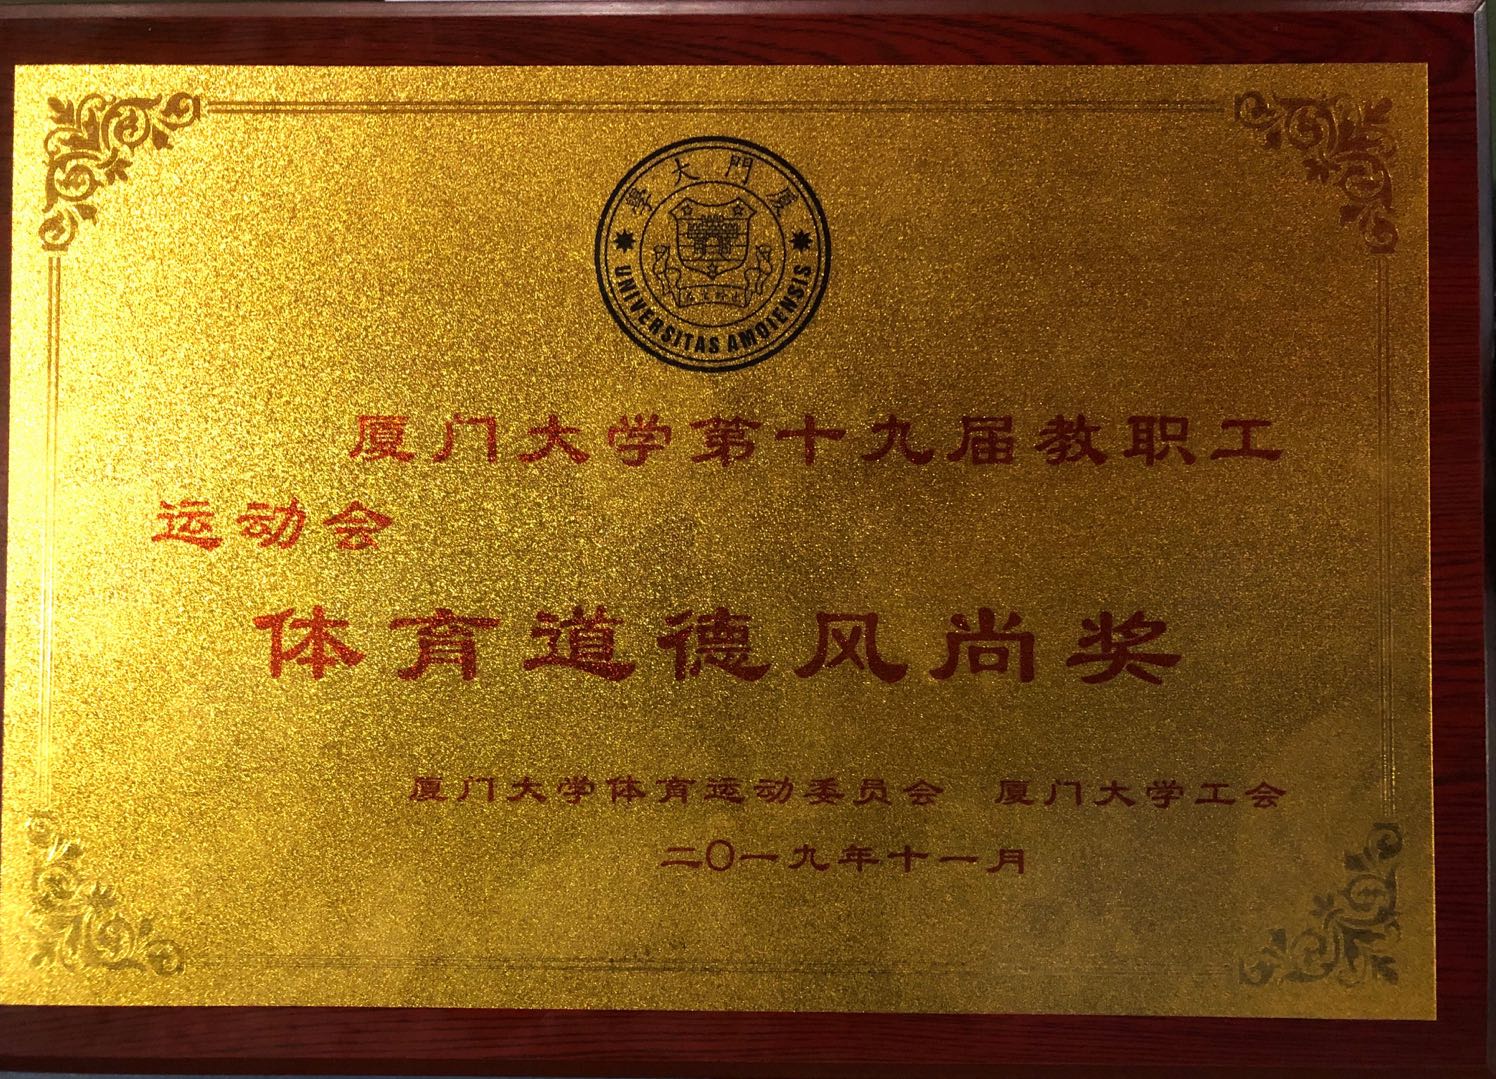 廈門大學
UNIVERSITAS AMOIENSIS
厦门大学第十九届教职工
运动会
体育道德风尚奖
厦门大学体育运动委员会 厦门大学工会
二〇一九年十一月